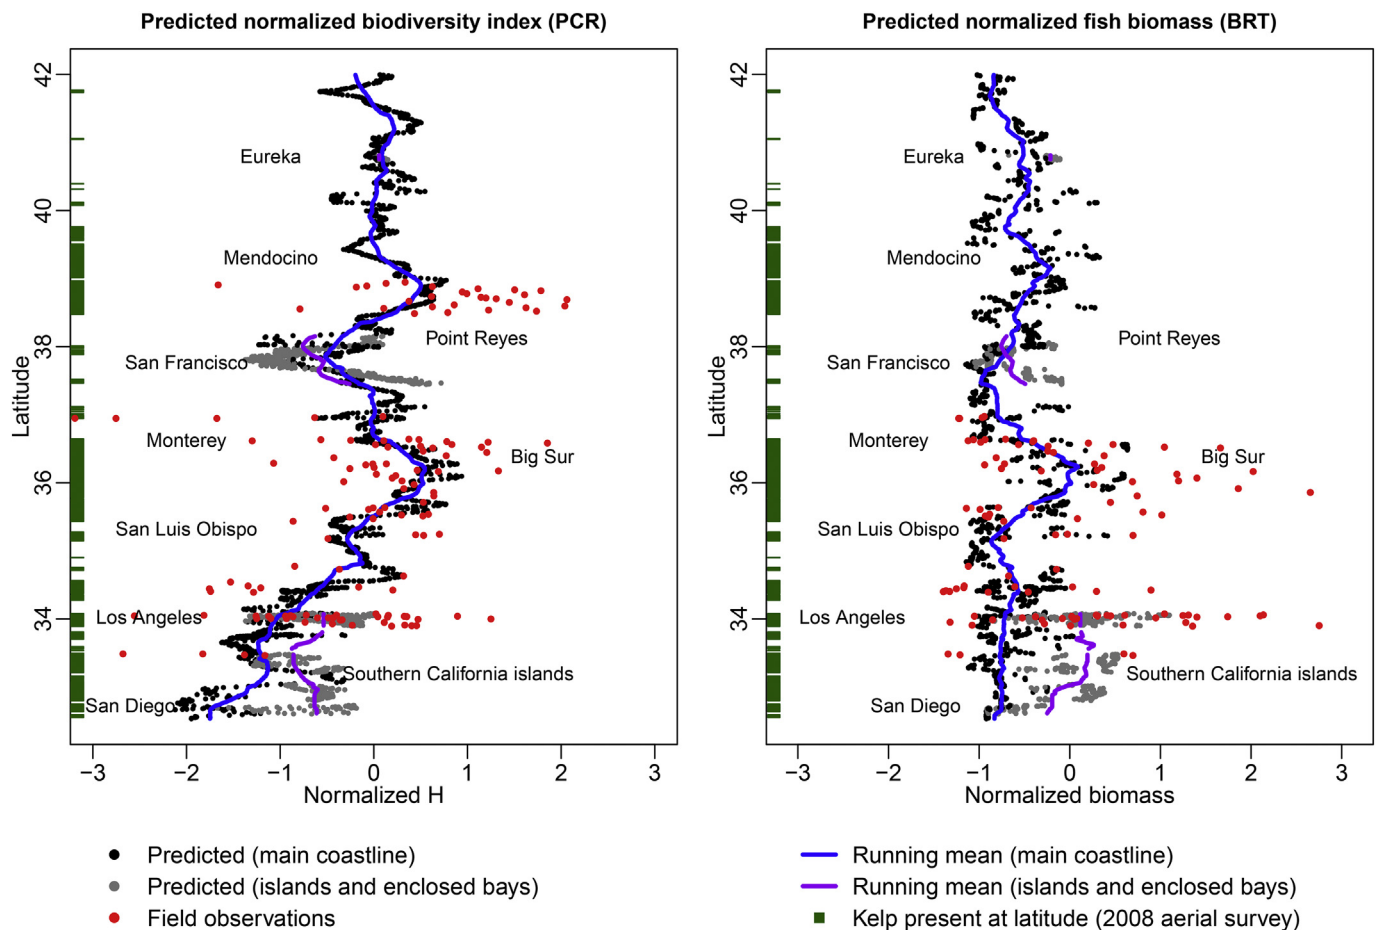 Predicted normalized biodiversity index (PCR)
Latitude
42
40
38
36
34
Eureka
Mendocino
Point Reyes
San Francisco
Monterey
Big Sur
San Luis Obispo
Los Angeles
Southern California islands
San Diego
−3 −2 −1 0 1 2 3
Normalized H
Predicted normalized fish biomass (BRT)
Latitude
42
40
38
36
34
Eureka
Mendocino
Point Reyes
San Francisco
Monterey
Big Sur
San Luis Obispo
Los Angeles
Southern California islands
San Diego
−3 −2 −1 0 1 2 3
Normalized biomass
Predicted (main coastline)
Predicted (islands and enclosed bays)
Field observations
Running mean (main coastline)
Running mean (islands and enclosed bays)
Kelp present at latitude (2008 aerial survey)